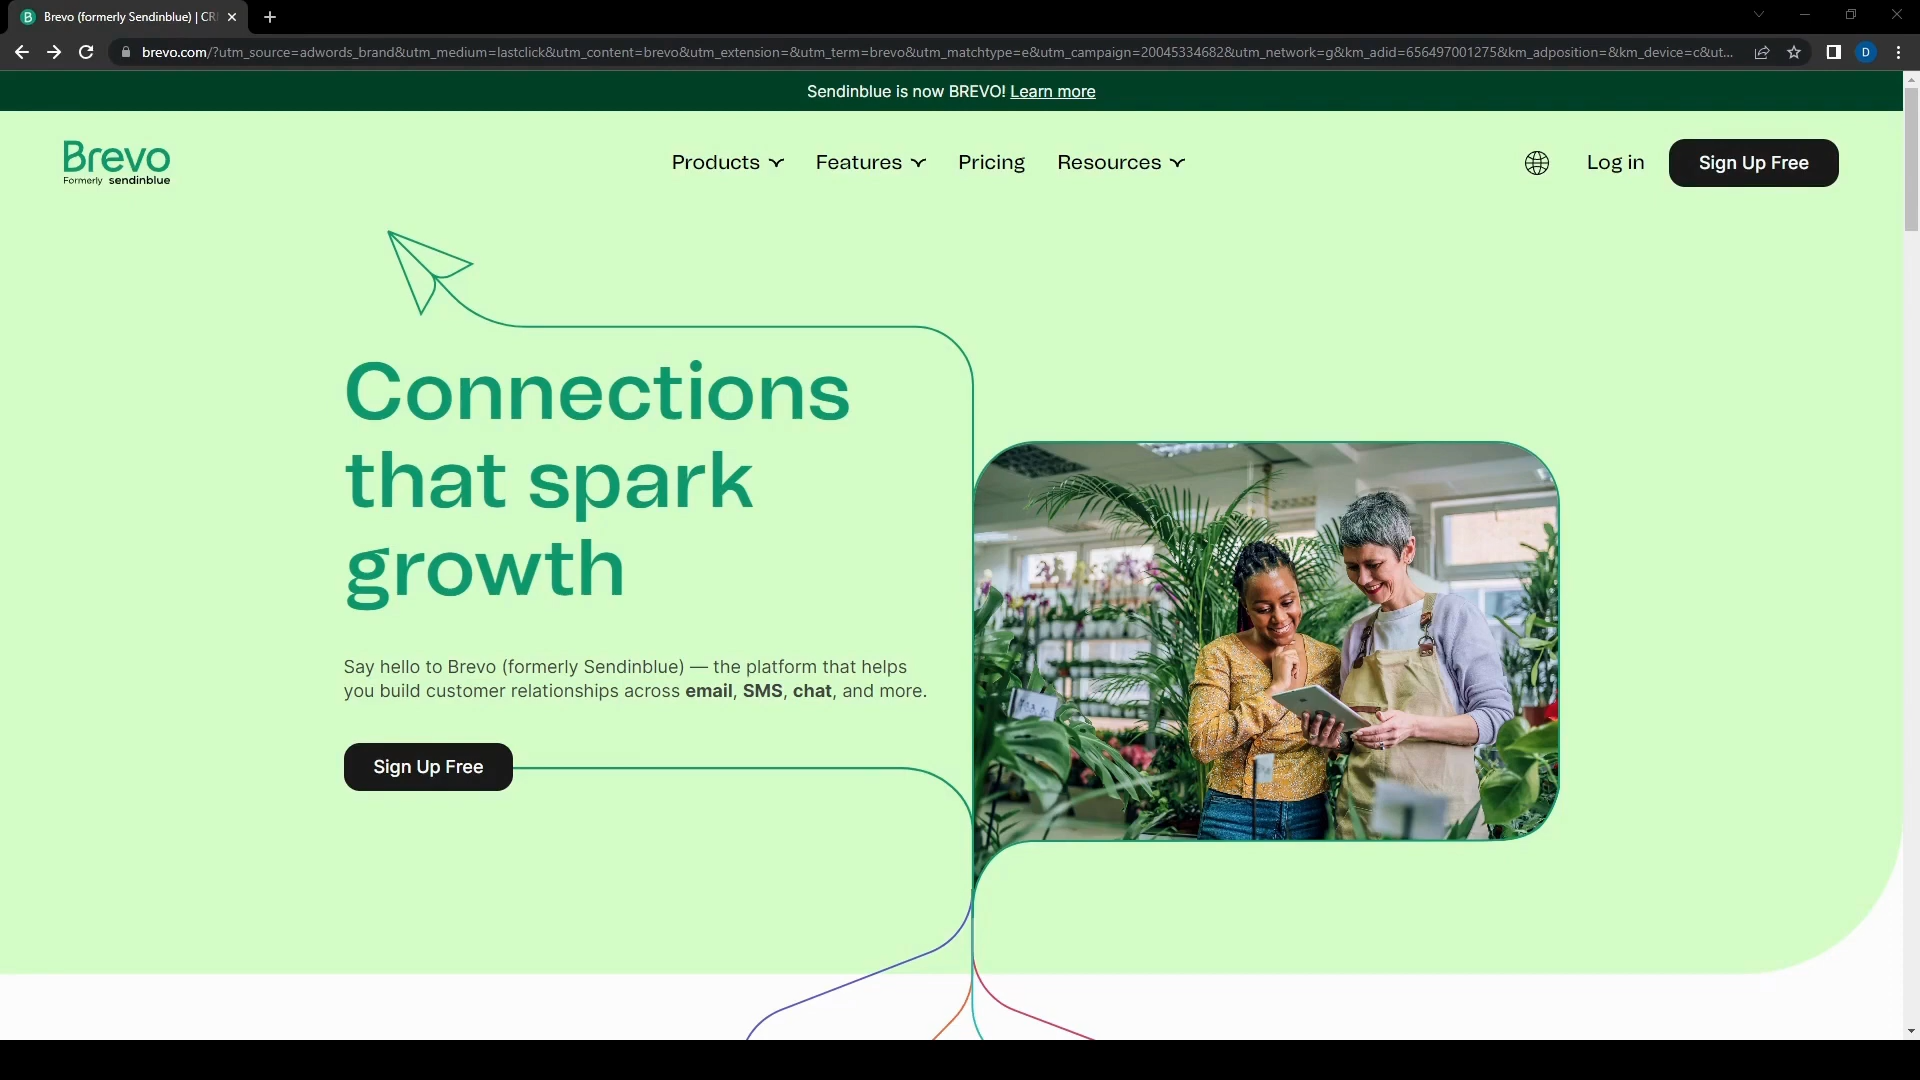 Brevo (formerly Sendinblue) | CR
brevo.com/?utm_source=adwords_brand&utm_medium=lastclick&utm_content=brevo&utm_extension=&utm_term=brevo&utm_matchtype=e&utm_campaign=20045334682&utm_network=g&km_adid=656497001275&km_adposition=&km_device=c&ut...
D
Sendinblue is now BREVO! Learn more
Brevo
Formerly sendinblue
Products
Features
Pricing
Resources
Log in
Sign Up Free
Connections
that spark
growth
Say hello to Brevo (formerly Sendinblue) — the platform that helps
you build customer relationships across email, SMS, chat, and more.
Sign Up Free